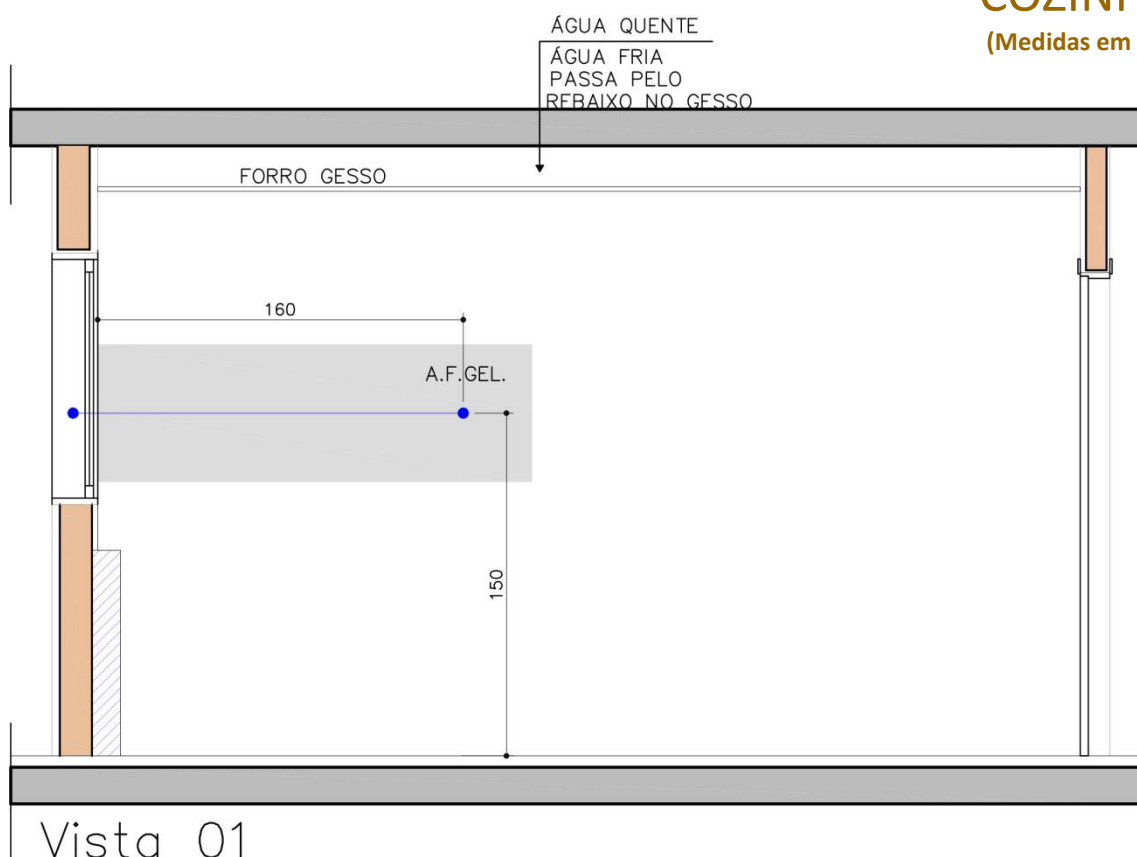 (Medidas em
ÁGUA QUENTE
ÁGUA FRIA
PASSA PELO
REBAIXO NO GESSO
FORRO GESSO
160
A.F.GEL.
150
Vista 01